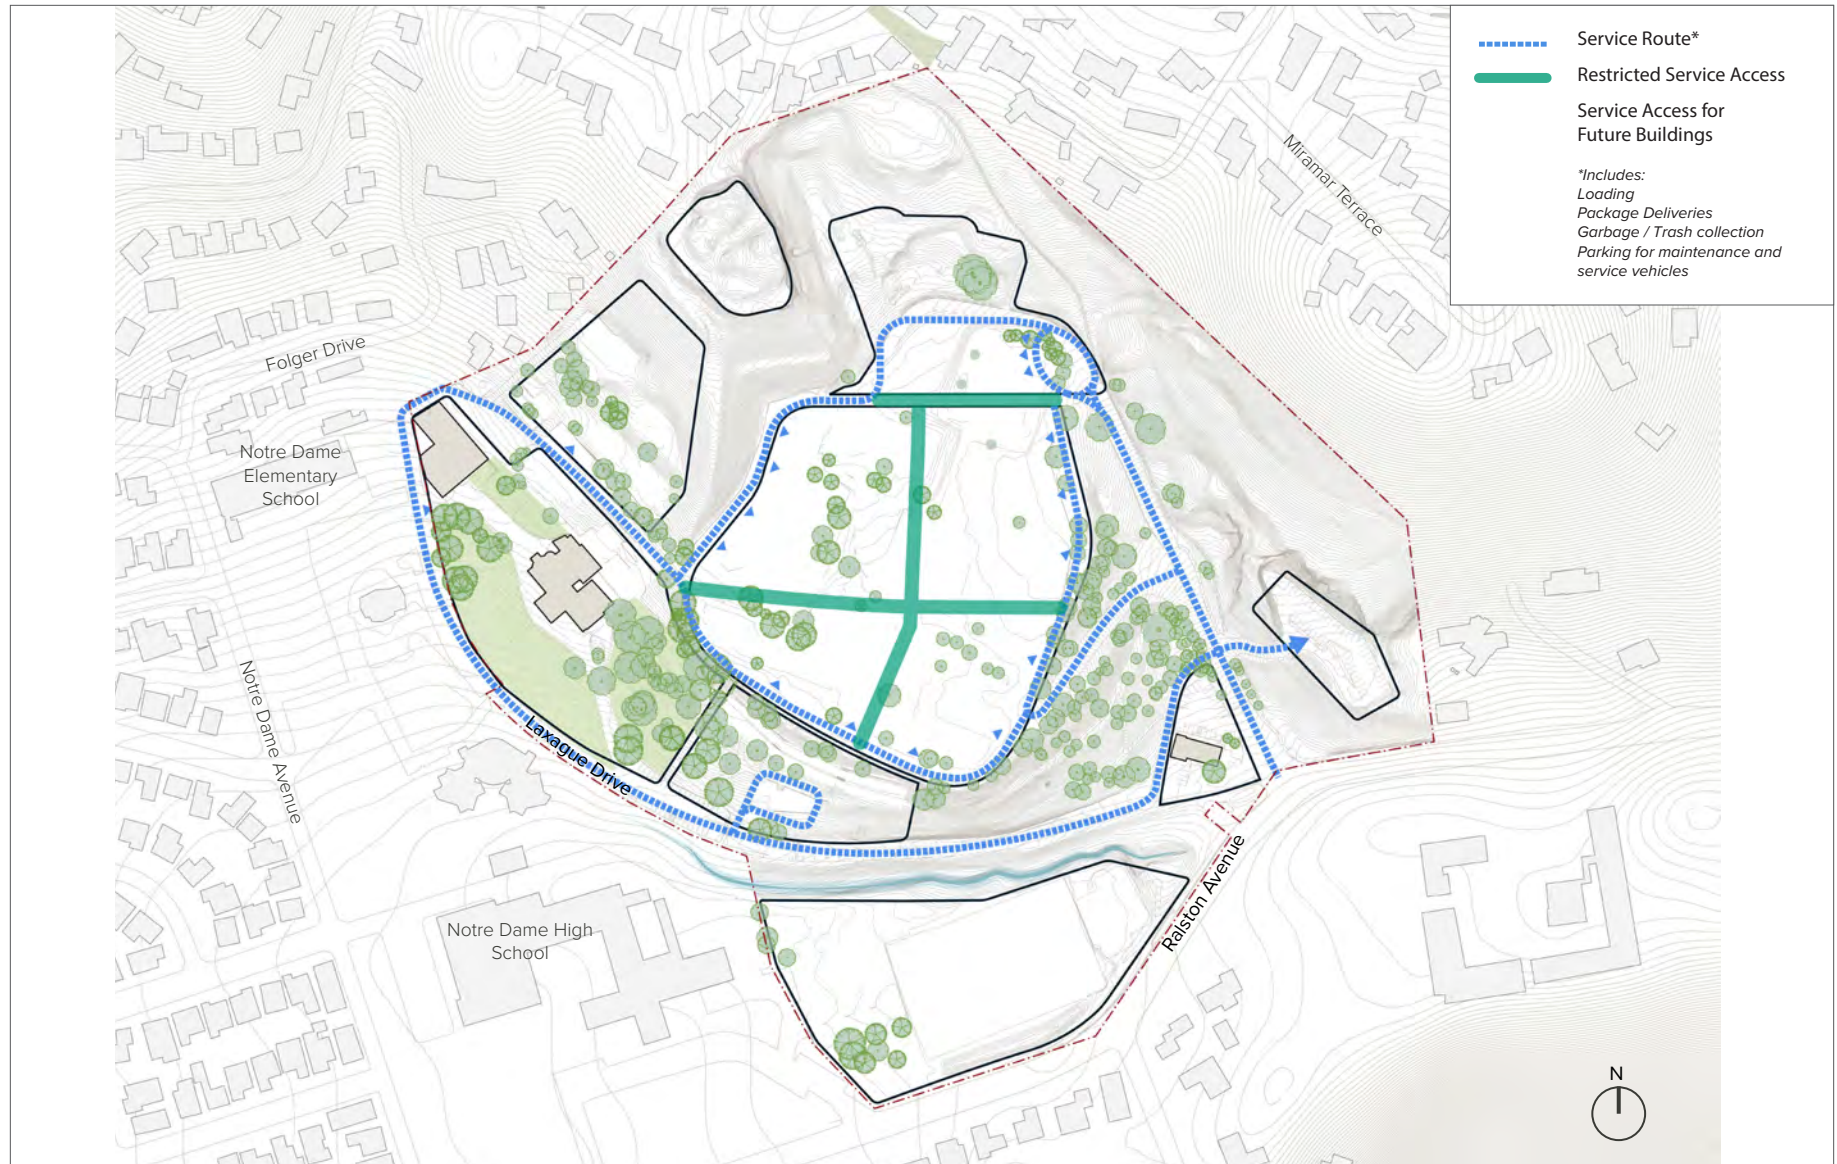 Service Route*
Restricted Service Access
Service Access for
Future Buildings
*Includes:
Loading
Package Deliveries
Garbage / Trash collection
Parking for maintenance and
service vehicles
Miramar Terrace
Folger Drive
Notre Dame
Elementary
School
Notre Dame Avenue
Laxague Drive
Ralston Avenue
Notre Dame High
School
N